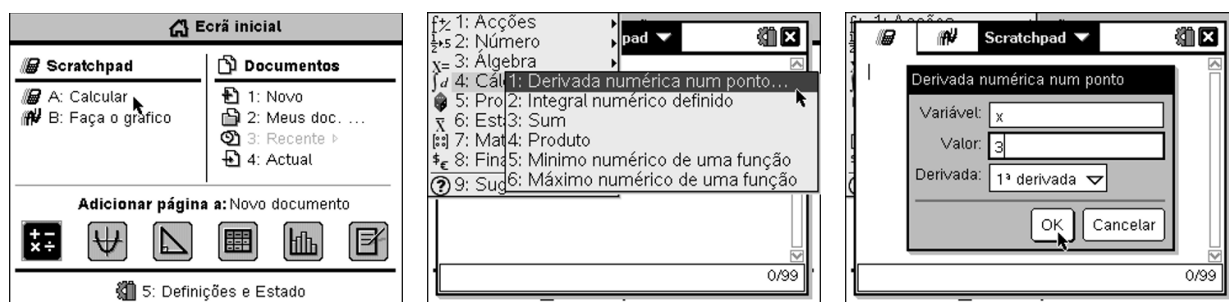 Ecrã inicial
Scratchpad
A: Calcular
B: Faça o gráfico
Documentos
1: Novo
2: Meus doc. ...
3: Recente ▹
4: Actual
Adicionar página a: Novo documento
5: Definições e Estado
1: Acções
2: Número
3: Álgebra
4: Cál
5: Pro
6: Est
7: Mat
8: Fina
9: Sug
pad
1: Derivada numérica num ponto...
2: Integral numérico definido
3: Sum
4: Produto
5: Minimo numérico de uma função
6: Máximo numérico de uma função
0/99
Scratchpad
Derivada numérica num ponto
Variável: x
Valor: 3
Derivada: 1ª derivada
OK Cancelar
0/99